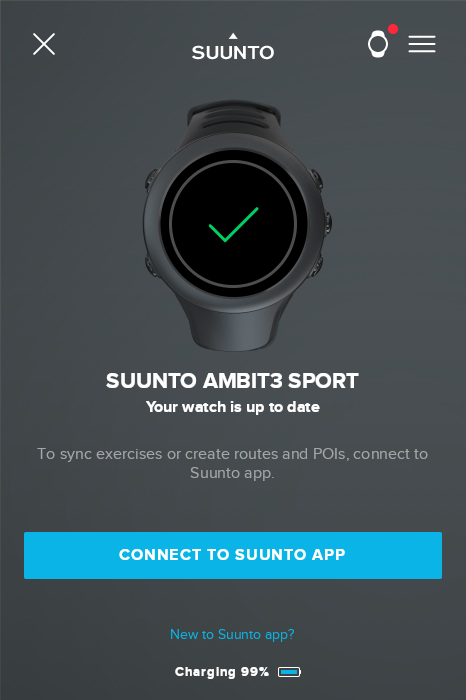 SUUNTO
SUUNTO AMBIT3 SPORT
Your watch is up to date
To sync exercises or create routes and POIs, connect to
Suunto app.
CONNECT TO SUUNTO APP
New to Suunto app?
Charging 99%